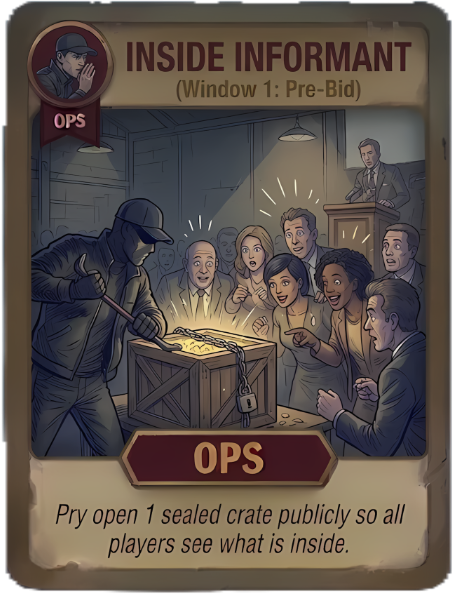 INSIDE INFORMANT
(Window 1: Pre-Bid)
OPS
OPS
Pry open 1 sealed crate publicly so all
players see what is inside.